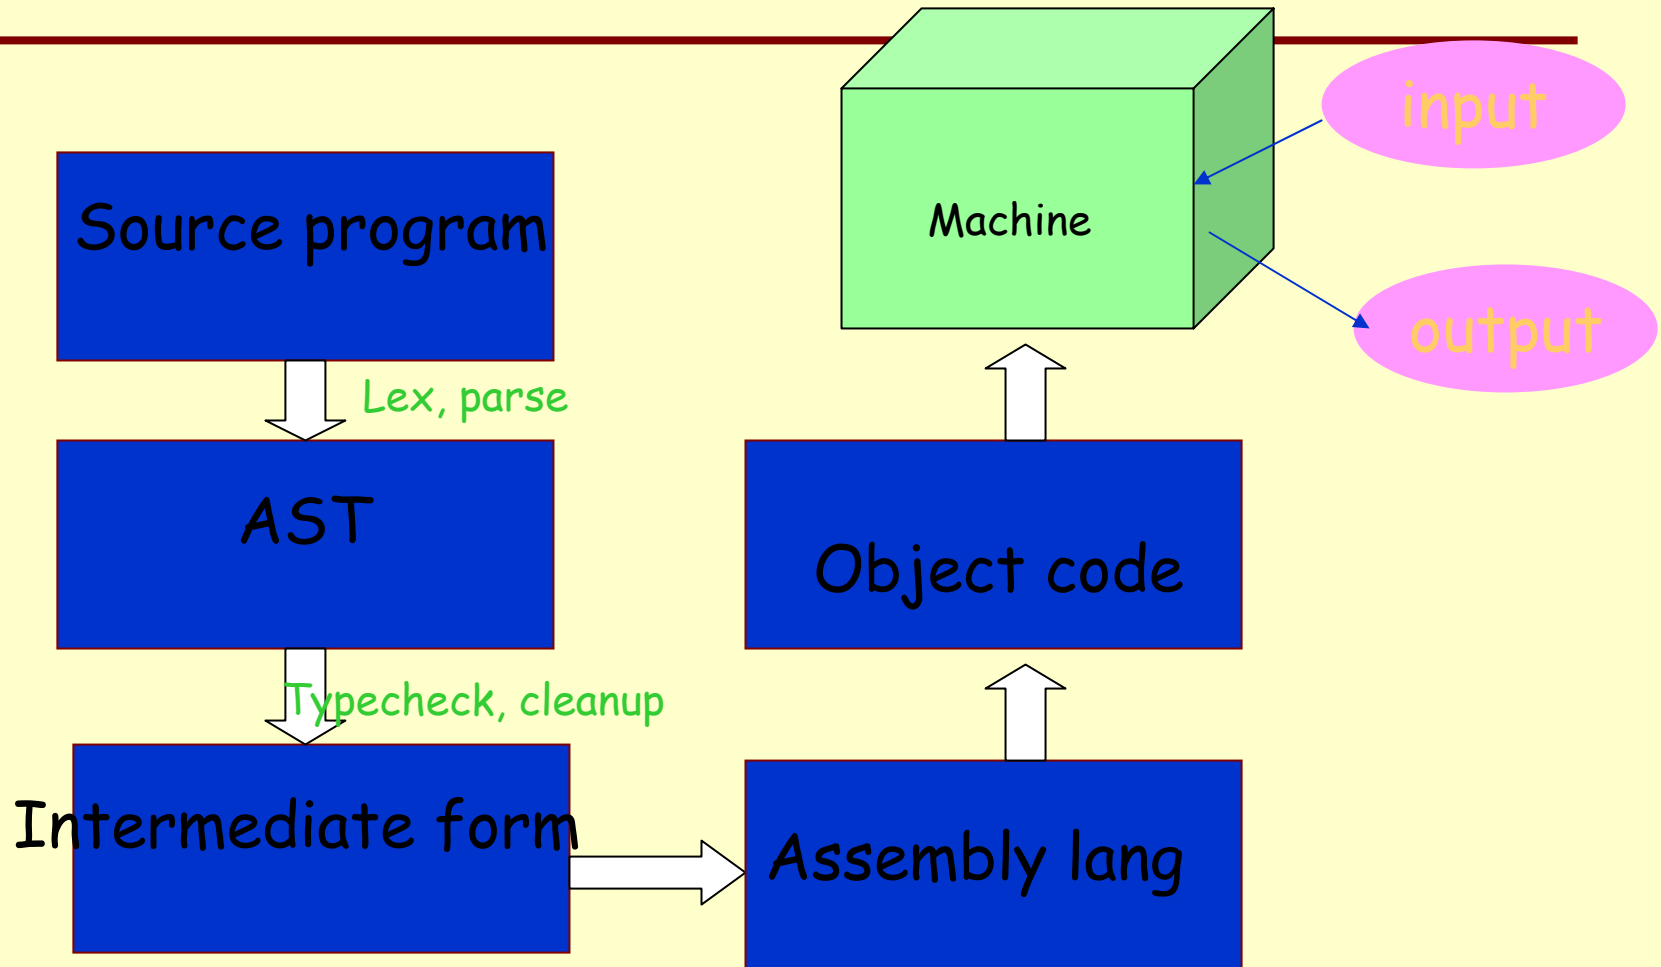 Source program
Lex, parse
AST
Typecheck, cleanup
Intermediate form
Assembly lang
Object code
Machine
input
output